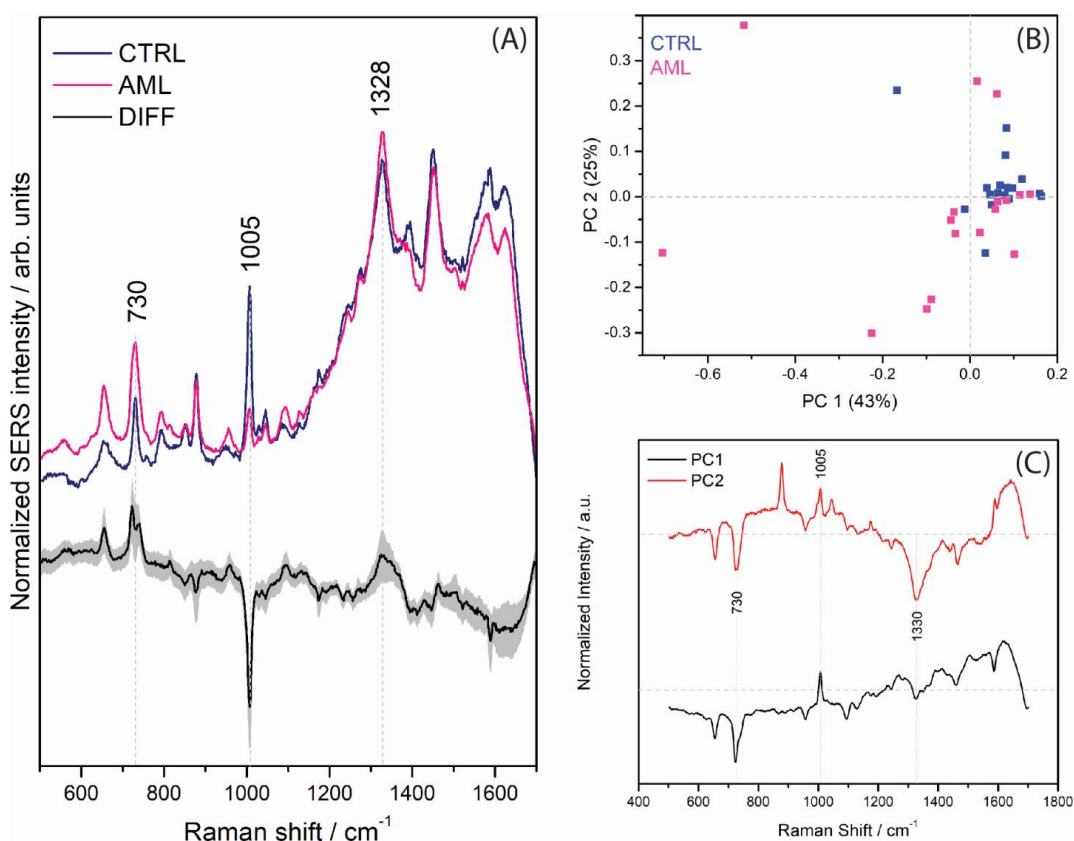 (A)
CTRL
AML
DIFF
730
1005
1328
Normalized SERS intensity / arb. units
600 800 1000 1200 1400 1600
Raman shift / cm⁻¹
(B)
CTRL
AML
0.3
0.2
0.1
0.0
-0.1
-0.2
-0.3
PC 2 (25%)
-0.6 -0.4 -0.2 0.0 0.2
PC 1 (43%)
(C)
PC1
PC2
1005
730
1330
Normalized Intensity / a.u.
400 600 800 1000 1200 1400 1600 1800
Raman Shift / cm⁻¹